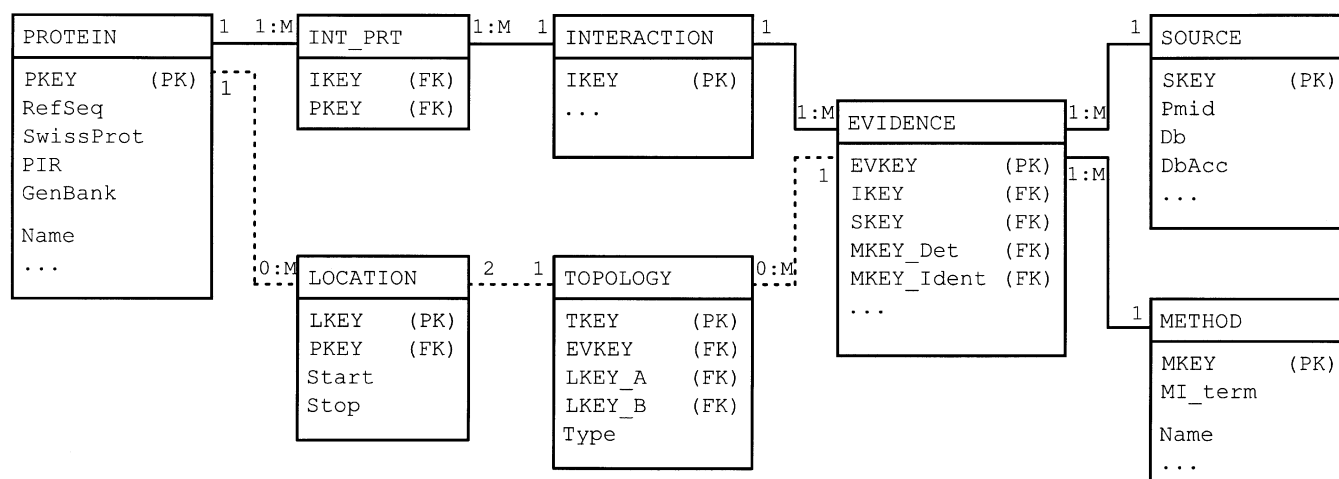 PROTEIN
PKEY (PK)
RefSeq
SwissProt
PIR
GenBank
Name
...
1
1:M
INT_PRT
IKEY (FK)
PKEY (FK)
1:M
1
INTERACTION
IKEY (PK)
...
1
1:M
EVIDENCE
EVKEY (PK)
IKEY (FK)
SKEY (FK)
MKEY_Det (FK)
MKEY_Ident (FK)
...
1:M
1
SOURCE
SKEY (PK)
Pmid
Db
DbAcc
...
1:M
1
METHOD
MKEY (PK)
MI_term
Name
...
1
0:M
LOCATION
LKEY (PK)
PKEY (FK)
Start
Stop
2
1
TOPOLOGY
TKEY (PK)
EVKEY (FK)
LKEY_A (FK)
LKEY_B (FK)
Type
0:M
1